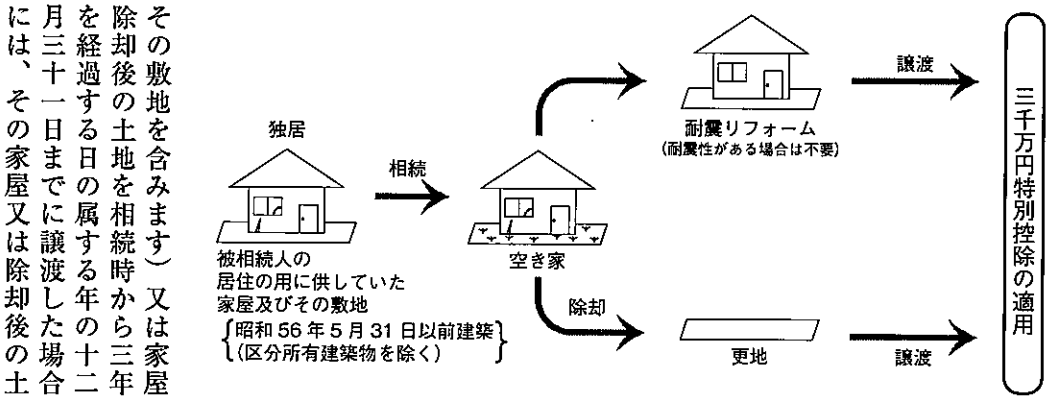 その敷地を含みます）又は家屋
除却後の土地を相続時から三年
を経過する日の属する年の十二
月三十一日までに譲渡した場合
には、その家屋又は除却後の土
独居
被相続人の
居住の用に供していた
家屋及びその敷地
昭和56年5月31日以前建築
（区分所有建築物を除く）
相続
空き家
耐震リフォーム
（耐震性がある場合は不要）
譲渡
除却
更地
譲渡
三千万円特別控除の適用